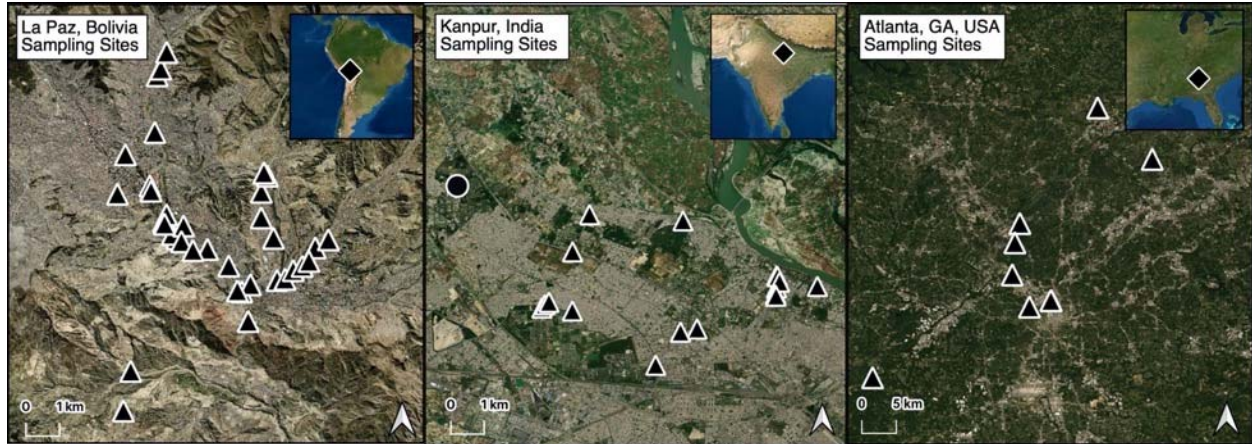 La Paz, Bolivia
Sampling Sites
0 1 km
Kanpur, India
Sampling Sites
0 1 km
Atlanta, GA, USA
Sampling Sites
0 5 km